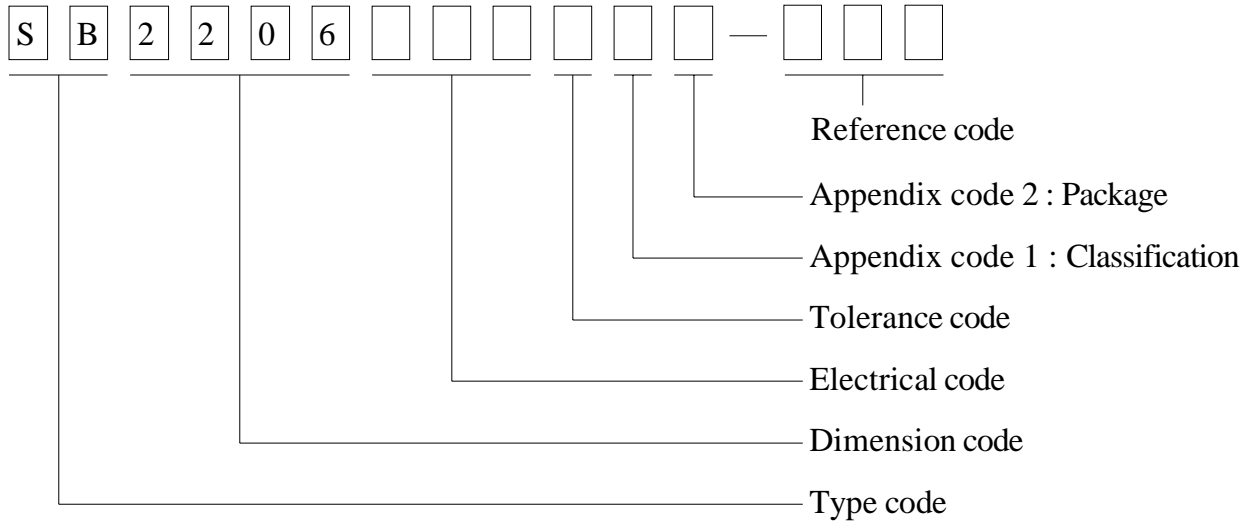 S B 2 2 0 6 —
Reference code
Appendix code 2 : Package
Appendix code 1 : Classification
Tolerance code
Electrical code
Dimension code
Type code